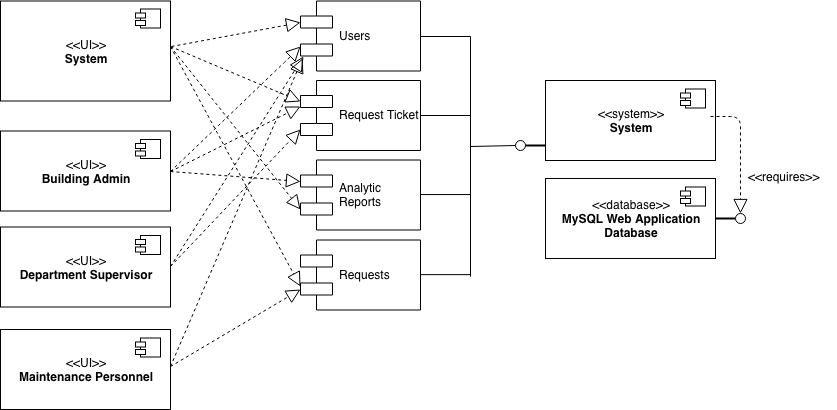 <<UI>>
System
<<UI>>
Building Admin
<<UI>>
Department Supervisor
<<UI>>
Maintenance Personnel
Users
Request Ticket
Analytic
Reports
Requests
<<system>>
System
<<requires>>
<<database>>
MySQL Web Application
Database